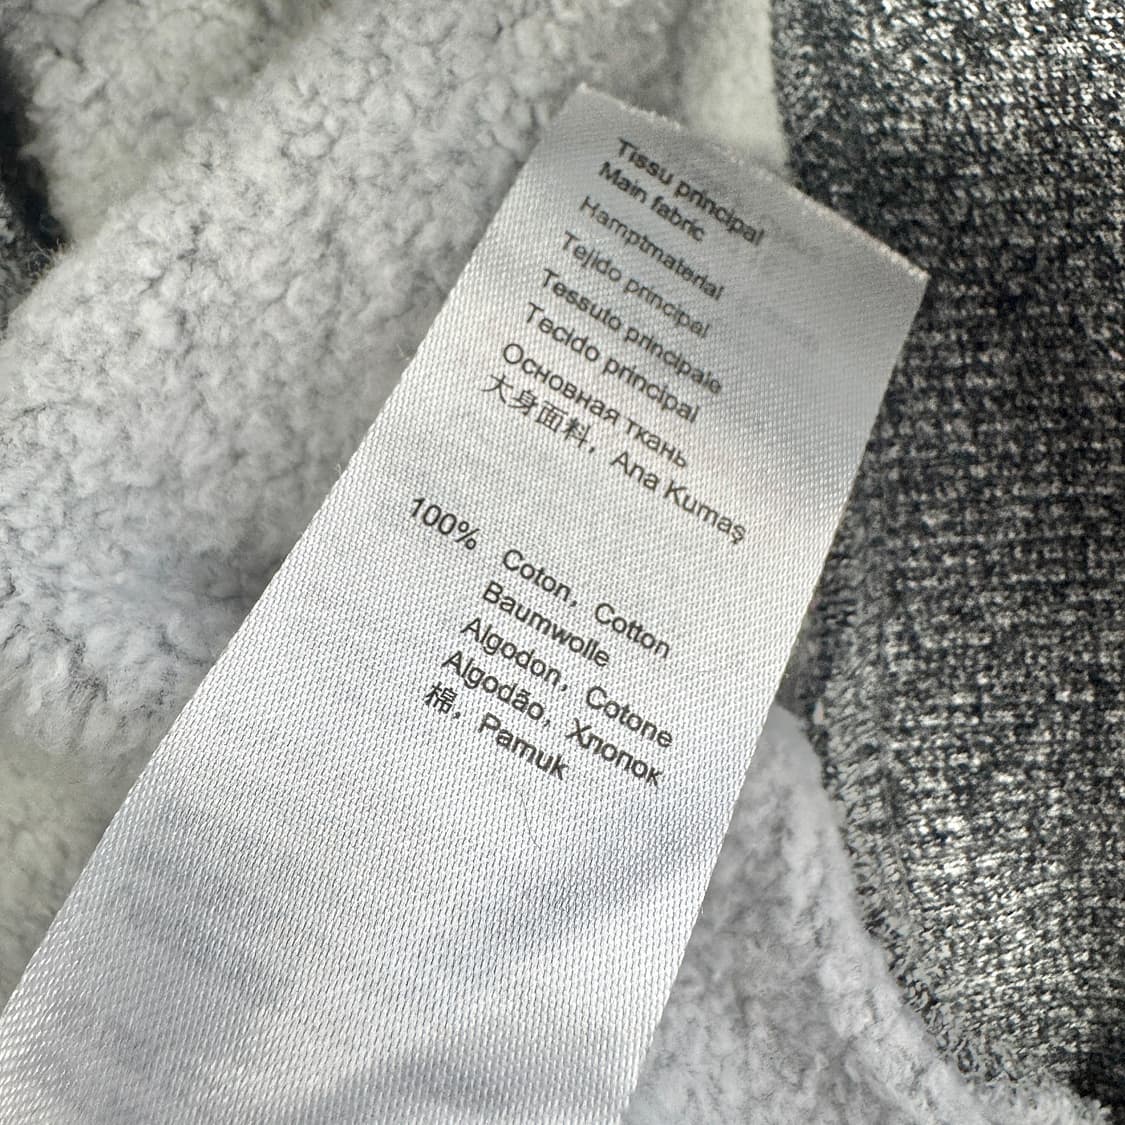 Tissu principal
Main fabric
Hamptmaterial
Tejido principal
Tessuto principale
Tecido principal
Основная ткань
大身面料, Ana Kumaş
100% Coton, Cotton
Baumwolle
Algodon, Cotone
Algodão, Хлопок
棉, Pamuk